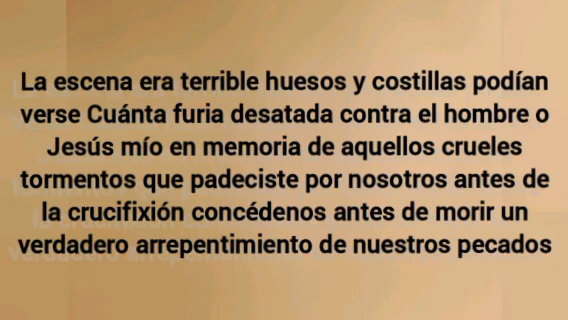 La escena era terrible huesos y costillas podían
verse Cuánta furia desatada contra el hombre o
Jesús mío en memoria de aquellos crueles
tormentos que padeciste por nosotros antes de
la crucifixión concédenos antes de morir un
verdadero arrepentimiento de nuestros pecados